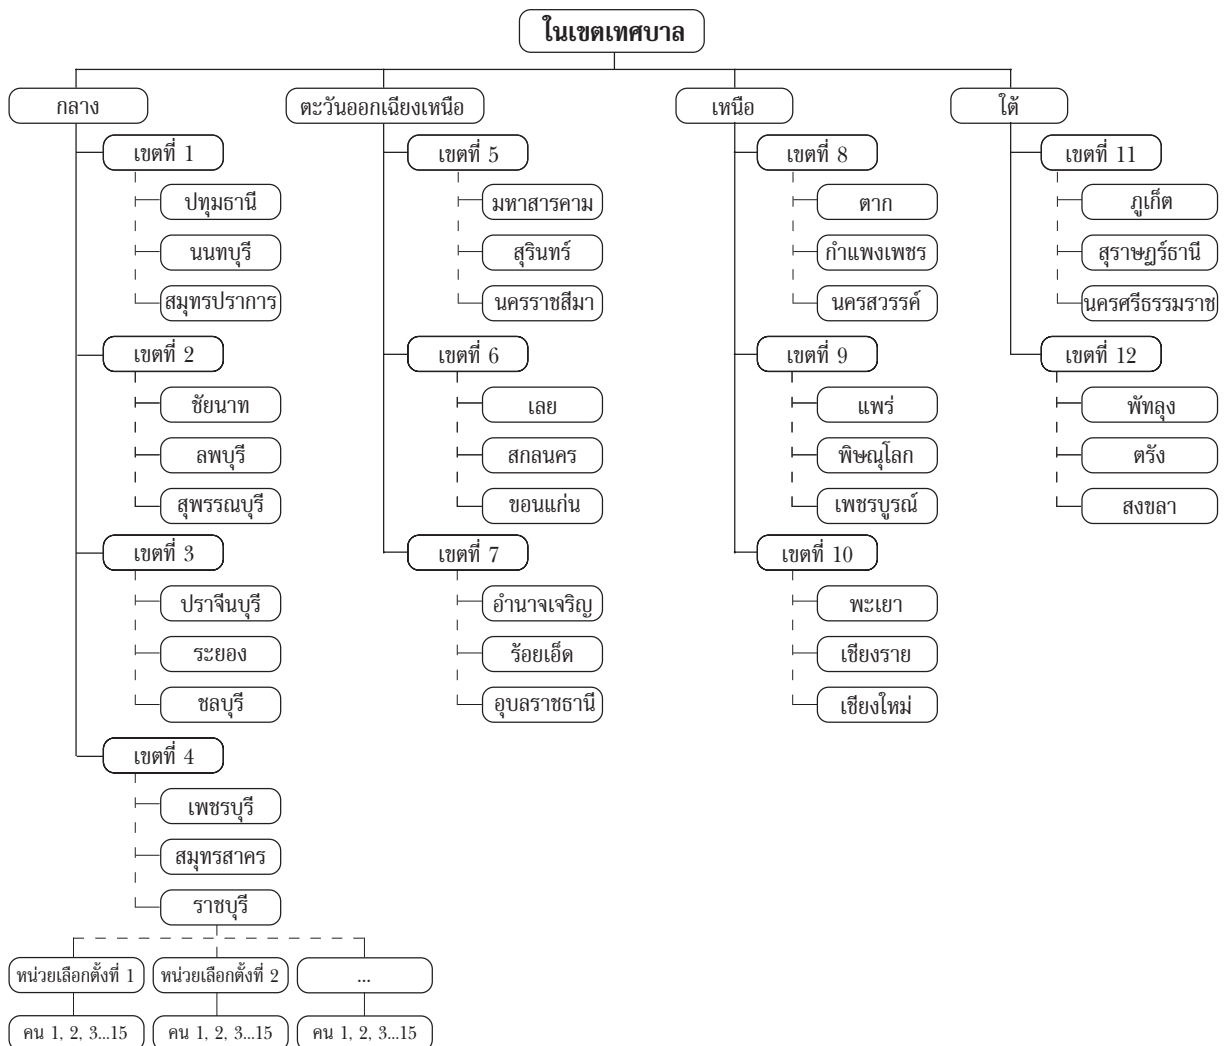 ในเขตเทศบาล
กลาง
เขตที่ 1
ปทุมธานี
นนทบุรี
สมุทรปราการ
เขตที่ 2
ชัยนาท
ลพบุรี
สุพรรณบุรี
เขตที่ 3
ปราจีนบุรี
ระยอง
ชลบุรี
เขตที่ 4
เพชรบุรี
สมุทรสาคร
ราชบุรี
หน่วยเลือกตั้งที่ 1
คน 1, 2, 3...15
หน่วยเลือกตั้งที่ 2
คน 1, 2, 3...15
...
คน 1, 2, 3...15
ตะวันออกเฉียงเหนือ
เขตที่ 5
มหาสารคาม
สุรินทร์
นครราชสีมา
เขตที่ 6
เลย
สกลนคร
ขอนแก่น
เขตที่ 7
อำนาจเจริญ
ร้อยเอ็ด
อุบลราชธานี
เหนือ
เขตที่ 8
ตาก
กำแพงเพชร
นครสวรรค์
เขตที่ 9
แพร่
พิษณุโลก
เพชรบูรณ์
เขตที่ 10
พะเยา
เชียงราย
เชียงใหม่
ใต้
เขตที่ 11
ภูเก็ต
สุราษฎร์ธานี
นครศรีธรรมราช
เขตที่ 12
พัทลุง
ตรัง
สงขลา